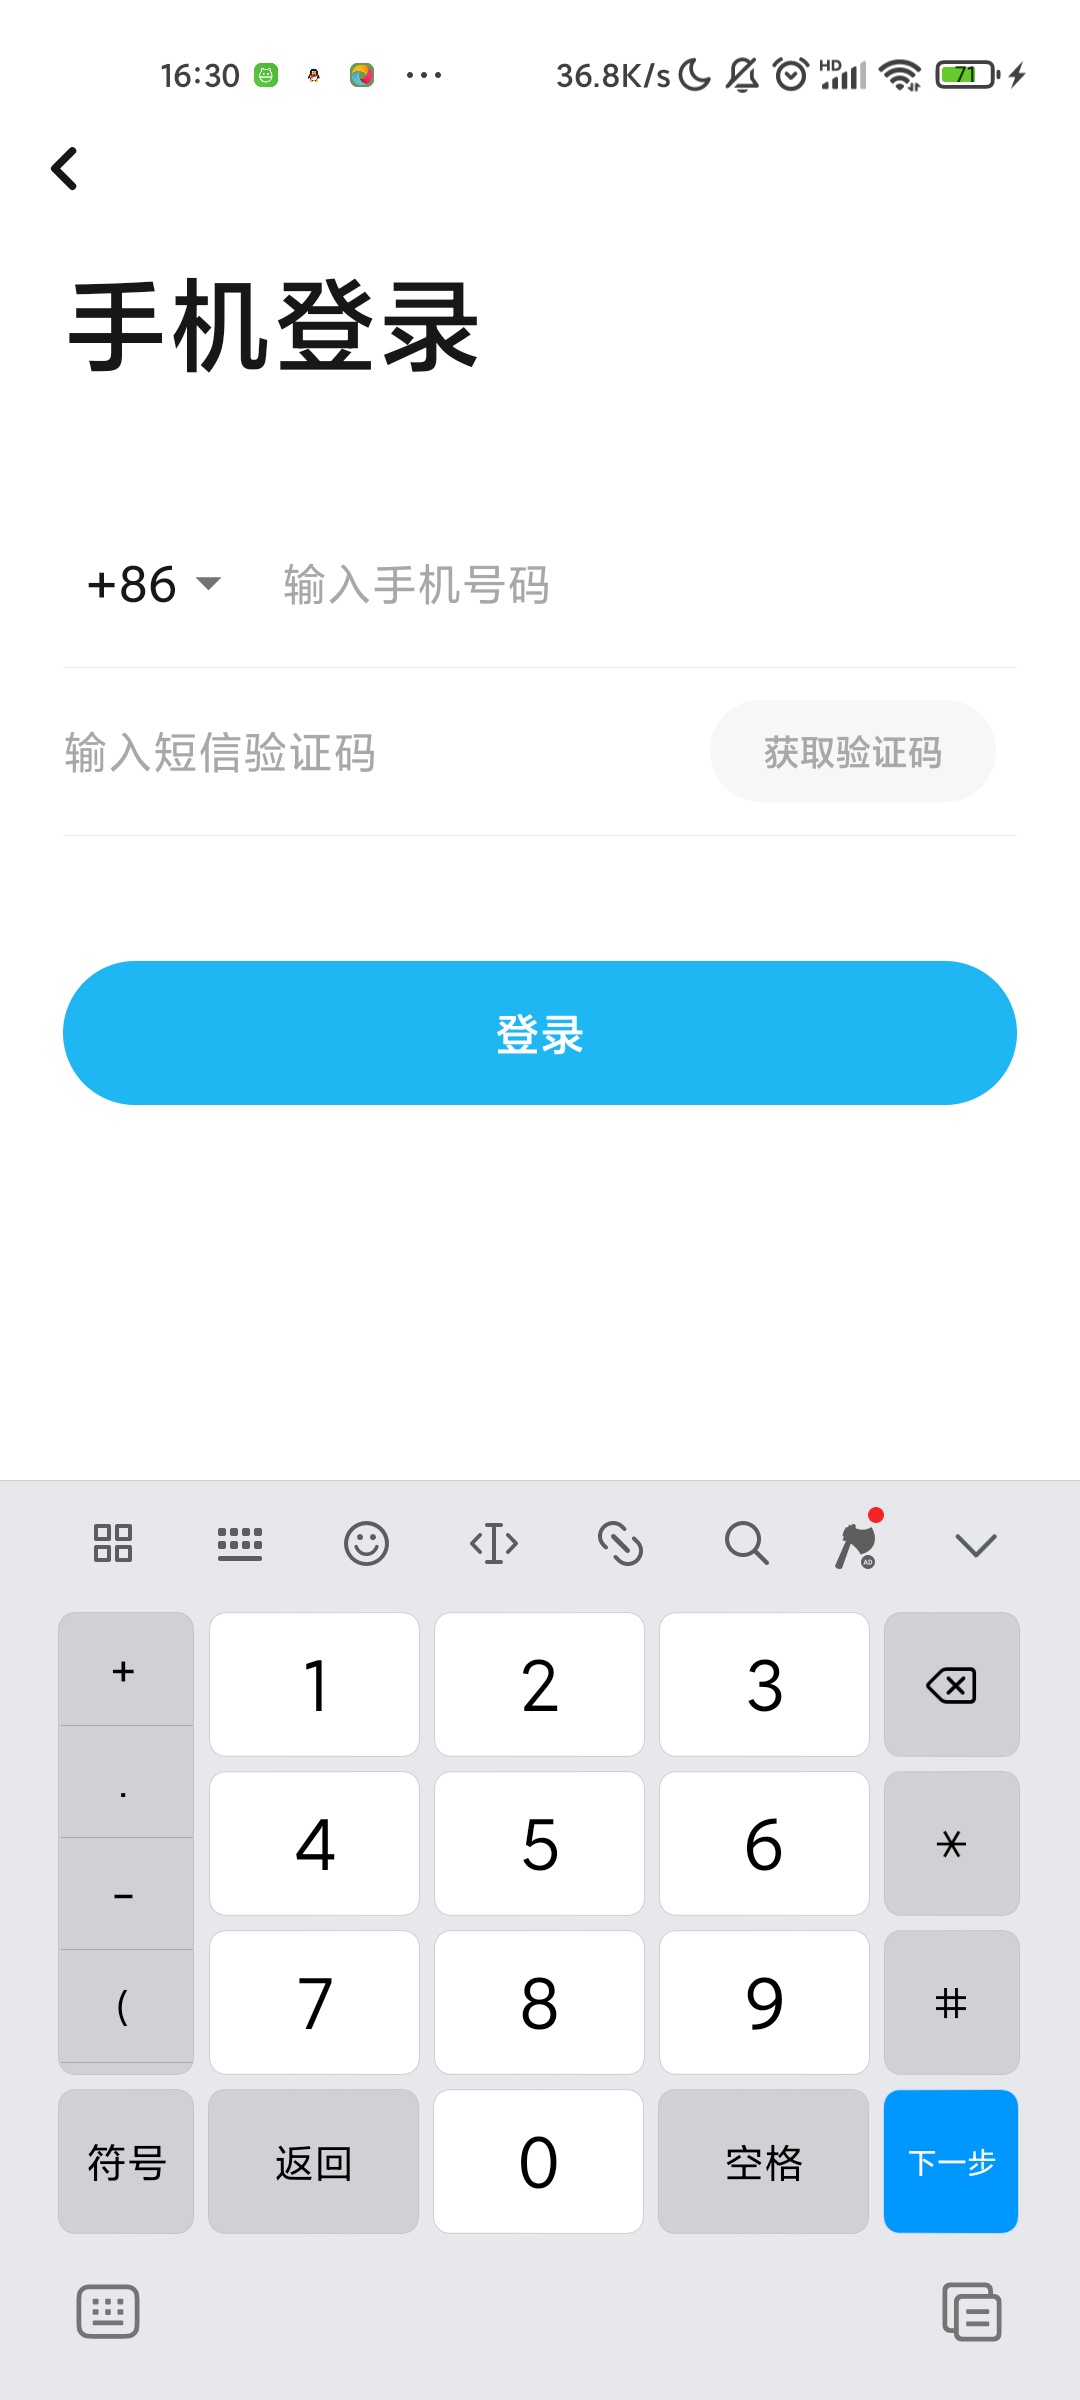 16:30 ... 36.8K/s HD 71
手机登录
+86 输入手机号码
输入短信验证码 获取验证码
登录
AD
+ 1 2 3
. 4 5 6 *
- 7 8 9 #
(
符号 返回 0 空格 下一步